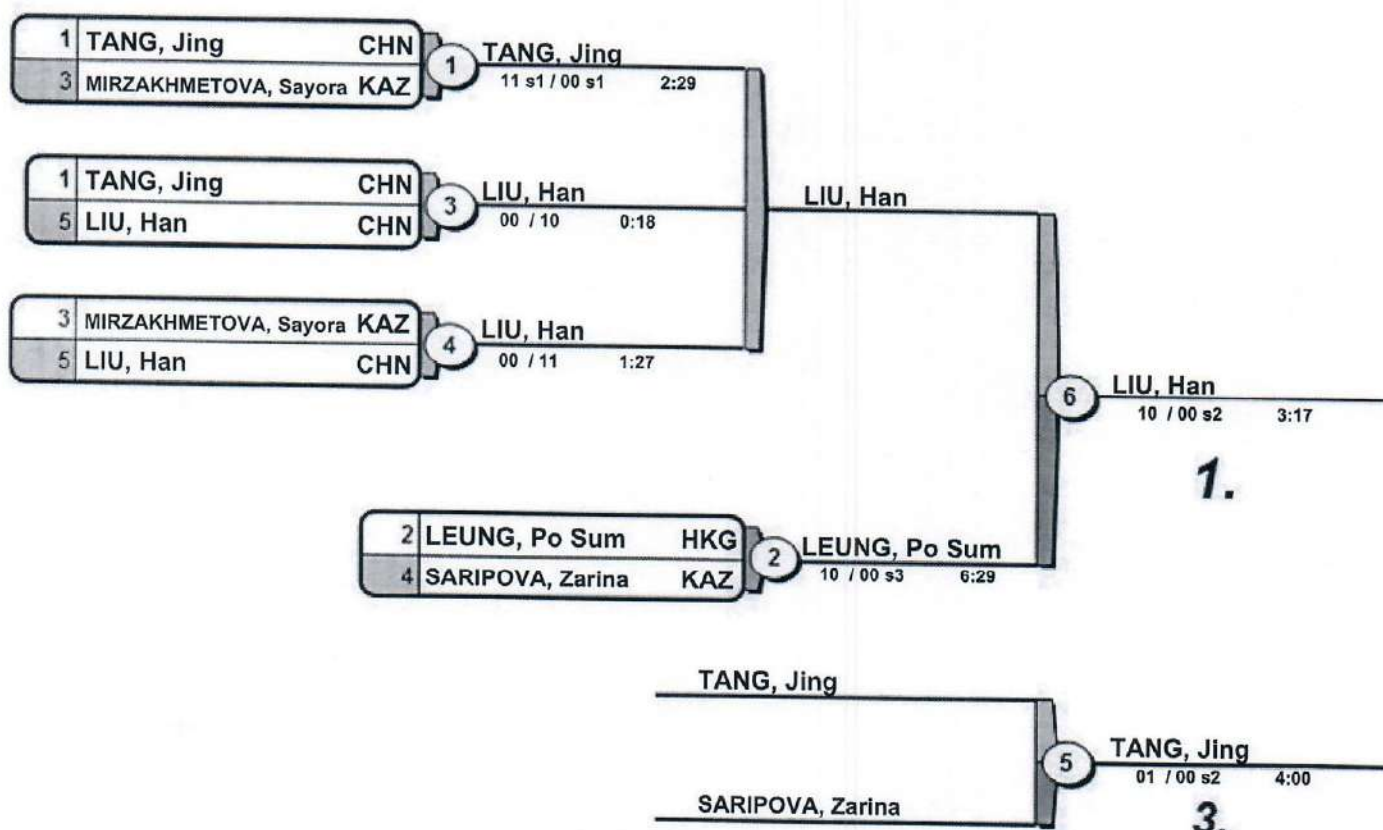 1 TANG, Jing CHN
3 MIRZAKHMETOVA, Sayora KAZ
1
TANG, Jing
11 s1 / 00 s1 2:29
1 TANG, Jing CHN
5 LIU, Han CHN
3
LIU, Han
00 / 10 0:18
LIU, Han
3 MIRZAKHMETOVA, Sayora KAZ
5 LIU, Han CHN
4
LIU, Han
00 / 11 1:27
6
LIU, Han
10 / 00 s2 3:17
1.
2 LEUNG, Po Sum HKG
4 SARIPOVA, Zarina KAZ
2
LEUNG, Po Sum
10 / 00 s3 6:29
TANG, Jing
5
TANG, Jing
01 / 00 s2 4:00
SARIPOVA, Zarina
3.